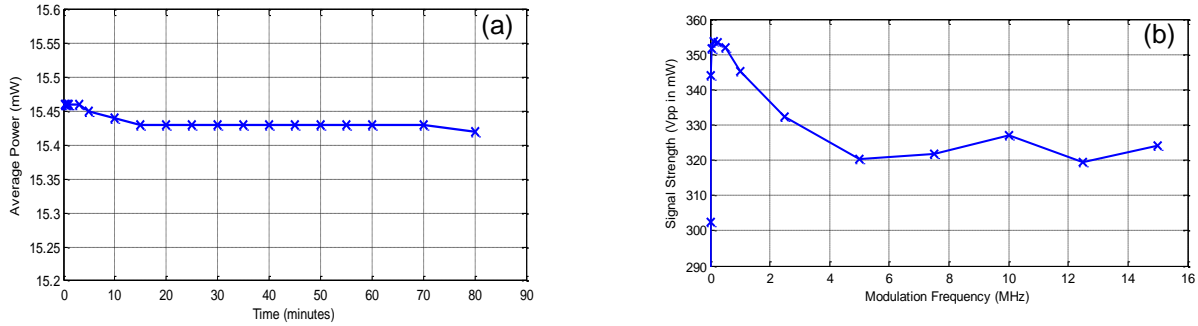 (a)
Average Power (mW)
15.6
15.55
15.5
15.45
15.4
15.35
15.3
15.25
15.2
0 10 20 30 40 50 60 70 80 90
Time (minutes)
(b)
Signal Strength (Vpp in mW)
360
350
340
330
320
310
300
290
0 2 4 6 8 10 12 14 16
Modulation Frequency (MHz)